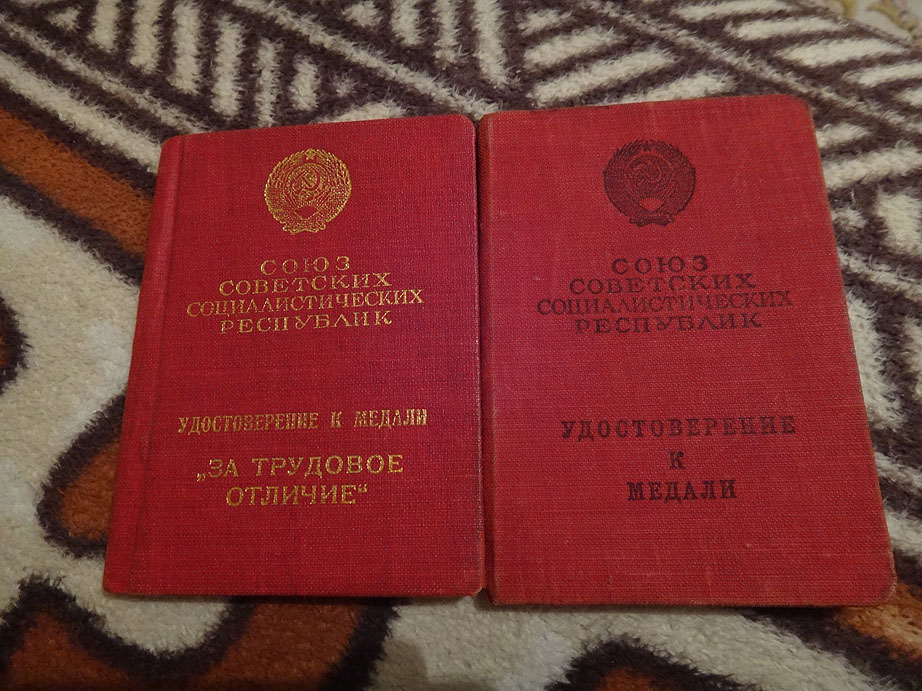 СОЮЗ
СОВЕТСКИХ
СОЦИАЛИСТИЧЕСКИХ
РЕСПУБЛИК
УДОСТОВЕРЕНИЕ К МЕДАЛИ
„ЗА ТРУДОВОЕ
ОТЛИЧИЕ“
СОЮЗ
СОВЕТСКИХ
СОЦИАЛИСТИЧЕСКИХ
РЕСПУБЛИК
УДОСТОВЕРЕНИЕ
К
МЕДАЛИ